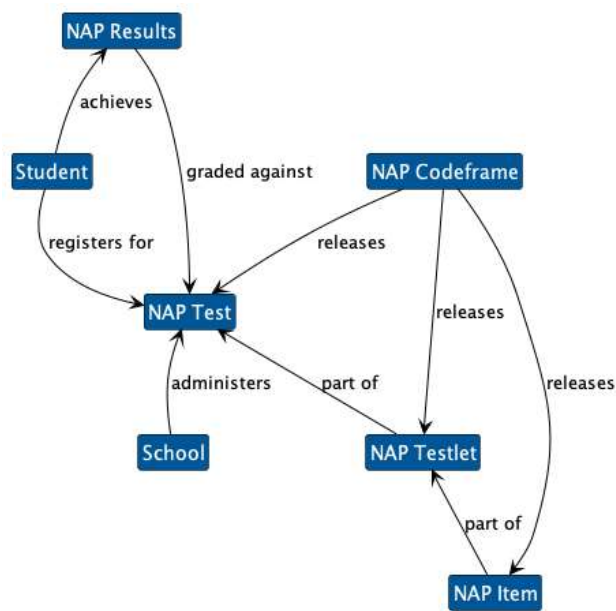 NAP Results
achieves
Student
graded against
NAP Codeframe
registers for
releases
NAP Test
releases
administers
part of
releases
School
NAP Testlet
part of
NAP Item